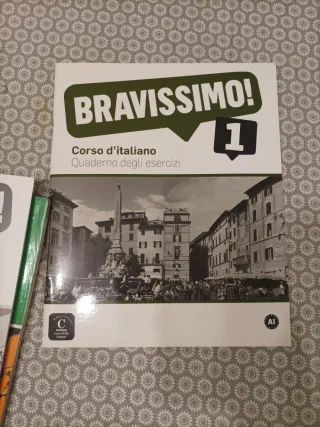 BRAVISSIMO!
1
Corso d'italiano
Quaderno degli esercizi
C
A1